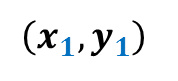 (x₁, y₁)